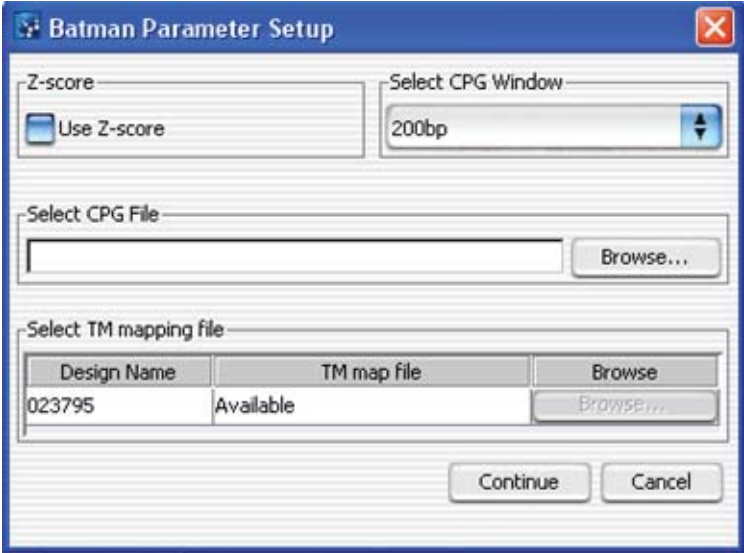 Batman Parameter Setup
Z-score
Select CPG Window
Use Z-score
200bp
Select CPG File
Browse...
Select TM mapping file
Design Name TM map file Browse
023795 Available Browse...
Continue Cancel